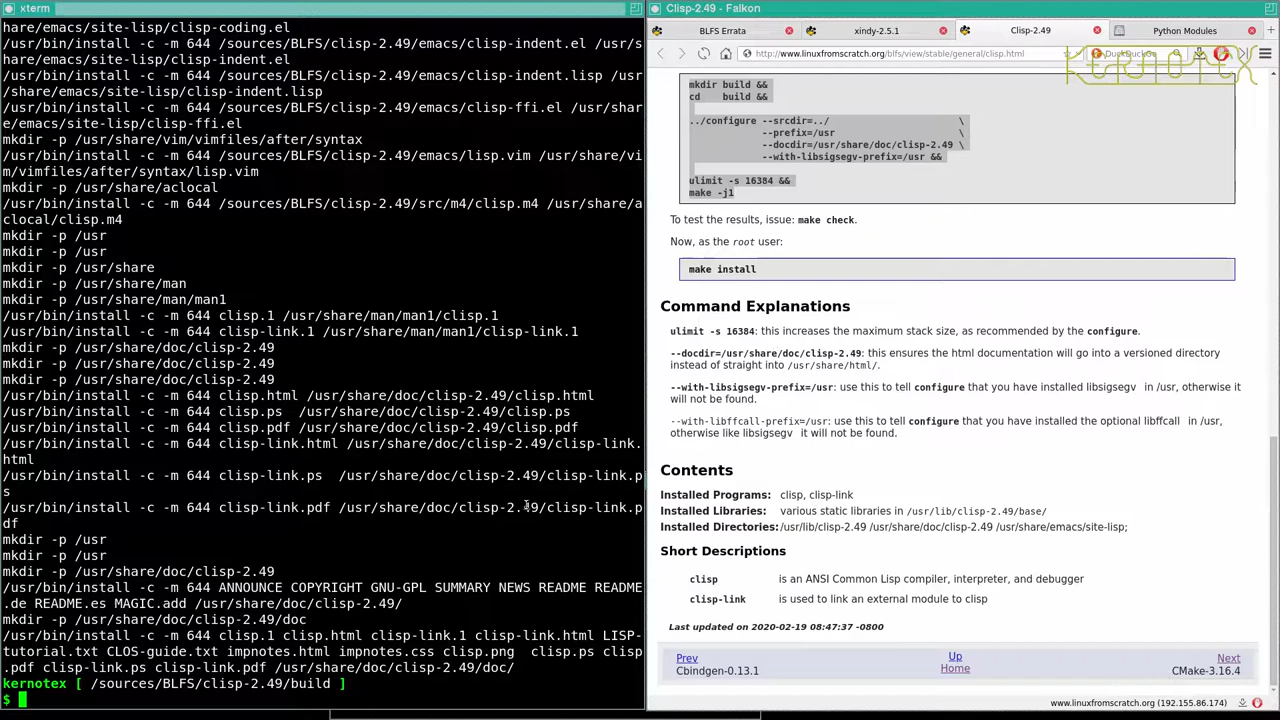 xterm
hare/emacs/site-lisp/clisp-coding.el
/usr/bin/install -c -m 644 /sources/BLFS/clisp-2.49/emacs/clisp-indent.el /usr/s
hare/emacs/site-lisp/clisp-indent.el
/usr/bin/install -c -m 644 /sources/BLFS/clisp-2.49/emacs/clisp-indent.lisp /usr
/share/emacs/site-lisp/clisp-indent.lisp
/usr/bin/install -c -m 644 /sources/BLFS/clisp-2.49/emacs/clisp-ffi.el /usr/shar
e/emacs/site-lisp/clisp-ffi.el
mkdir -p /usr/share/vim/vimfiles/after/syntax
/usr/bin/install -c -m 644 /sources/BLFS/clisp-2.49/emacs/lisp.vim /usr/share/vi
m/vimfiles/after/syntax/lisp.vim
mkdir -p /usr/share/aclocal
/usr/bin/install -c -m 644 /sources/BLFS/clisp-2.49/src/m4/clisp.m4 /usr/share/a
clocal/clisp.m4
mkdir -p /usr
mkdir -p /usr
mkdir -p /usr/share
mkdir -p /usr/share/man
mkdir -p /usr/share/man/man1
/usr/bin/install -c -m 644 clisp.1 /usr/share/man/man1/clisp.1
/usr/bin/install -c -m 644 clisp-link.1 /usr/share/man/man1/clisp-link.1
mkdir -p /usr/share/doc/clisp-2.49
mkdir -p /usr/share/doc/clisp-2.49
mkdir -p /usr/share/doc/clisp-2.49
/usr/bin/install -c -m 644 clisp.html /usr/share/doc/clisp-2.49/clisp.html
/usr/bin/install -c -m 644 clisp.ps  /usr/share/doc/clisp-2.49/clisp.ps
/usr/bin/install -c -m 644 clisp.pdf /usr/share/doc/clisp-2.49/clisp.pdf
/usr/bin/install -c -m 644 clisp-link.html /usr/share/doc/clisp-2.49/clisp-link.
html
/usr/bin/install -c -m 644 clisp-link.ps  /usr/share/doc/clisp-2.49/clisp-link.p
s
/usr/bin/install -c -m 644 clisp-link.pdf /usr/share/doc/clisp-2.49/clisp-link.p
df
mkdir -p /usr
mkdir -p /usr
mkdir -p /usr/share/doc/clisp-2.49
/usr/bin/install -c -m 644 ANNOUNCE COPYRIGHT GNU-GPL SUMMARY NEWS README README
.de README.es MAGIC.add /usr/share/doc/clisp-2.49/
mkdir -p /usr/share/doc/clisp-2.49/doc
/usr/bin/install -c -m 644 clisp.1 clisp.html clisp-link.1 clisp-link.html LISP-
tutorial.txt CLOS-guide.txt impnotes.html impnotes.css clisp.png  clisp.ps clisp
.pdf clisp-link.ps clisp-link.pdf /usr/share/doc/clisp-2.49/doc/
kernotex [ /sources/BLFS/clisp-2.49/build ]
$
Clisp-2.49 - Falkon
BLFS Errata
xindy-2.5.1
Clisp-2.49
Python Modules
http://www.linuxfromscratch.org/blfs/view/stable/general/clisp.html
DuckDuckGo
KERNOTEX
mkdir build &&
cd    build &&
../configure --srcdir=../ \
--prefix=/usr \
--docdir=/usr/share/doc/clisp-2.49 \
--with-libsigsegv-prefix=/usr &&
ulimit -s 16384 &&
make -j1
To test the results, issue: make check.
Now, as the root user:
make install
Command Explanations
ulimit -s 16384: this increases the maximum stack size, as recommended by the configure.
--docdir=/usr/share/doc/clisp-2.49: this ensures the html documentation will go into a versioned directory
instead of straight into /usr/share/html/.
--with-libsigsegv-prefix=/usr: use this to tell configure that you have installed libsigsegv in /usr, otherwise it
will not be found.
--with-libffcall-prefix=/usr: use this to tell configure that you have installed the optional libffcall in /usr,
otherwise like libsigsegv it will not be found.
Contents
Installed Programs: clisp, clisp-link
Installed Libraries: various static libraries in /usr/lib/clisp-2.49/base/
Installed Directories: /usr/lib/clisp-2.49 /usr/share/doc/clisp-2.49 /usr/share/emacs/site-lisp;
Short Descriptions
clisp is an ANSI Common Lisp compiler, interpreter, and debugger
clisp-link is used to link an external module to clisp
Last updated on 2020-02-19 08:47:37 -0800
Prev Up Next
Cbindgen-0.13.1 Home CMake-3.16.4
www.linuxfromscratch.org (192.155.86.174)